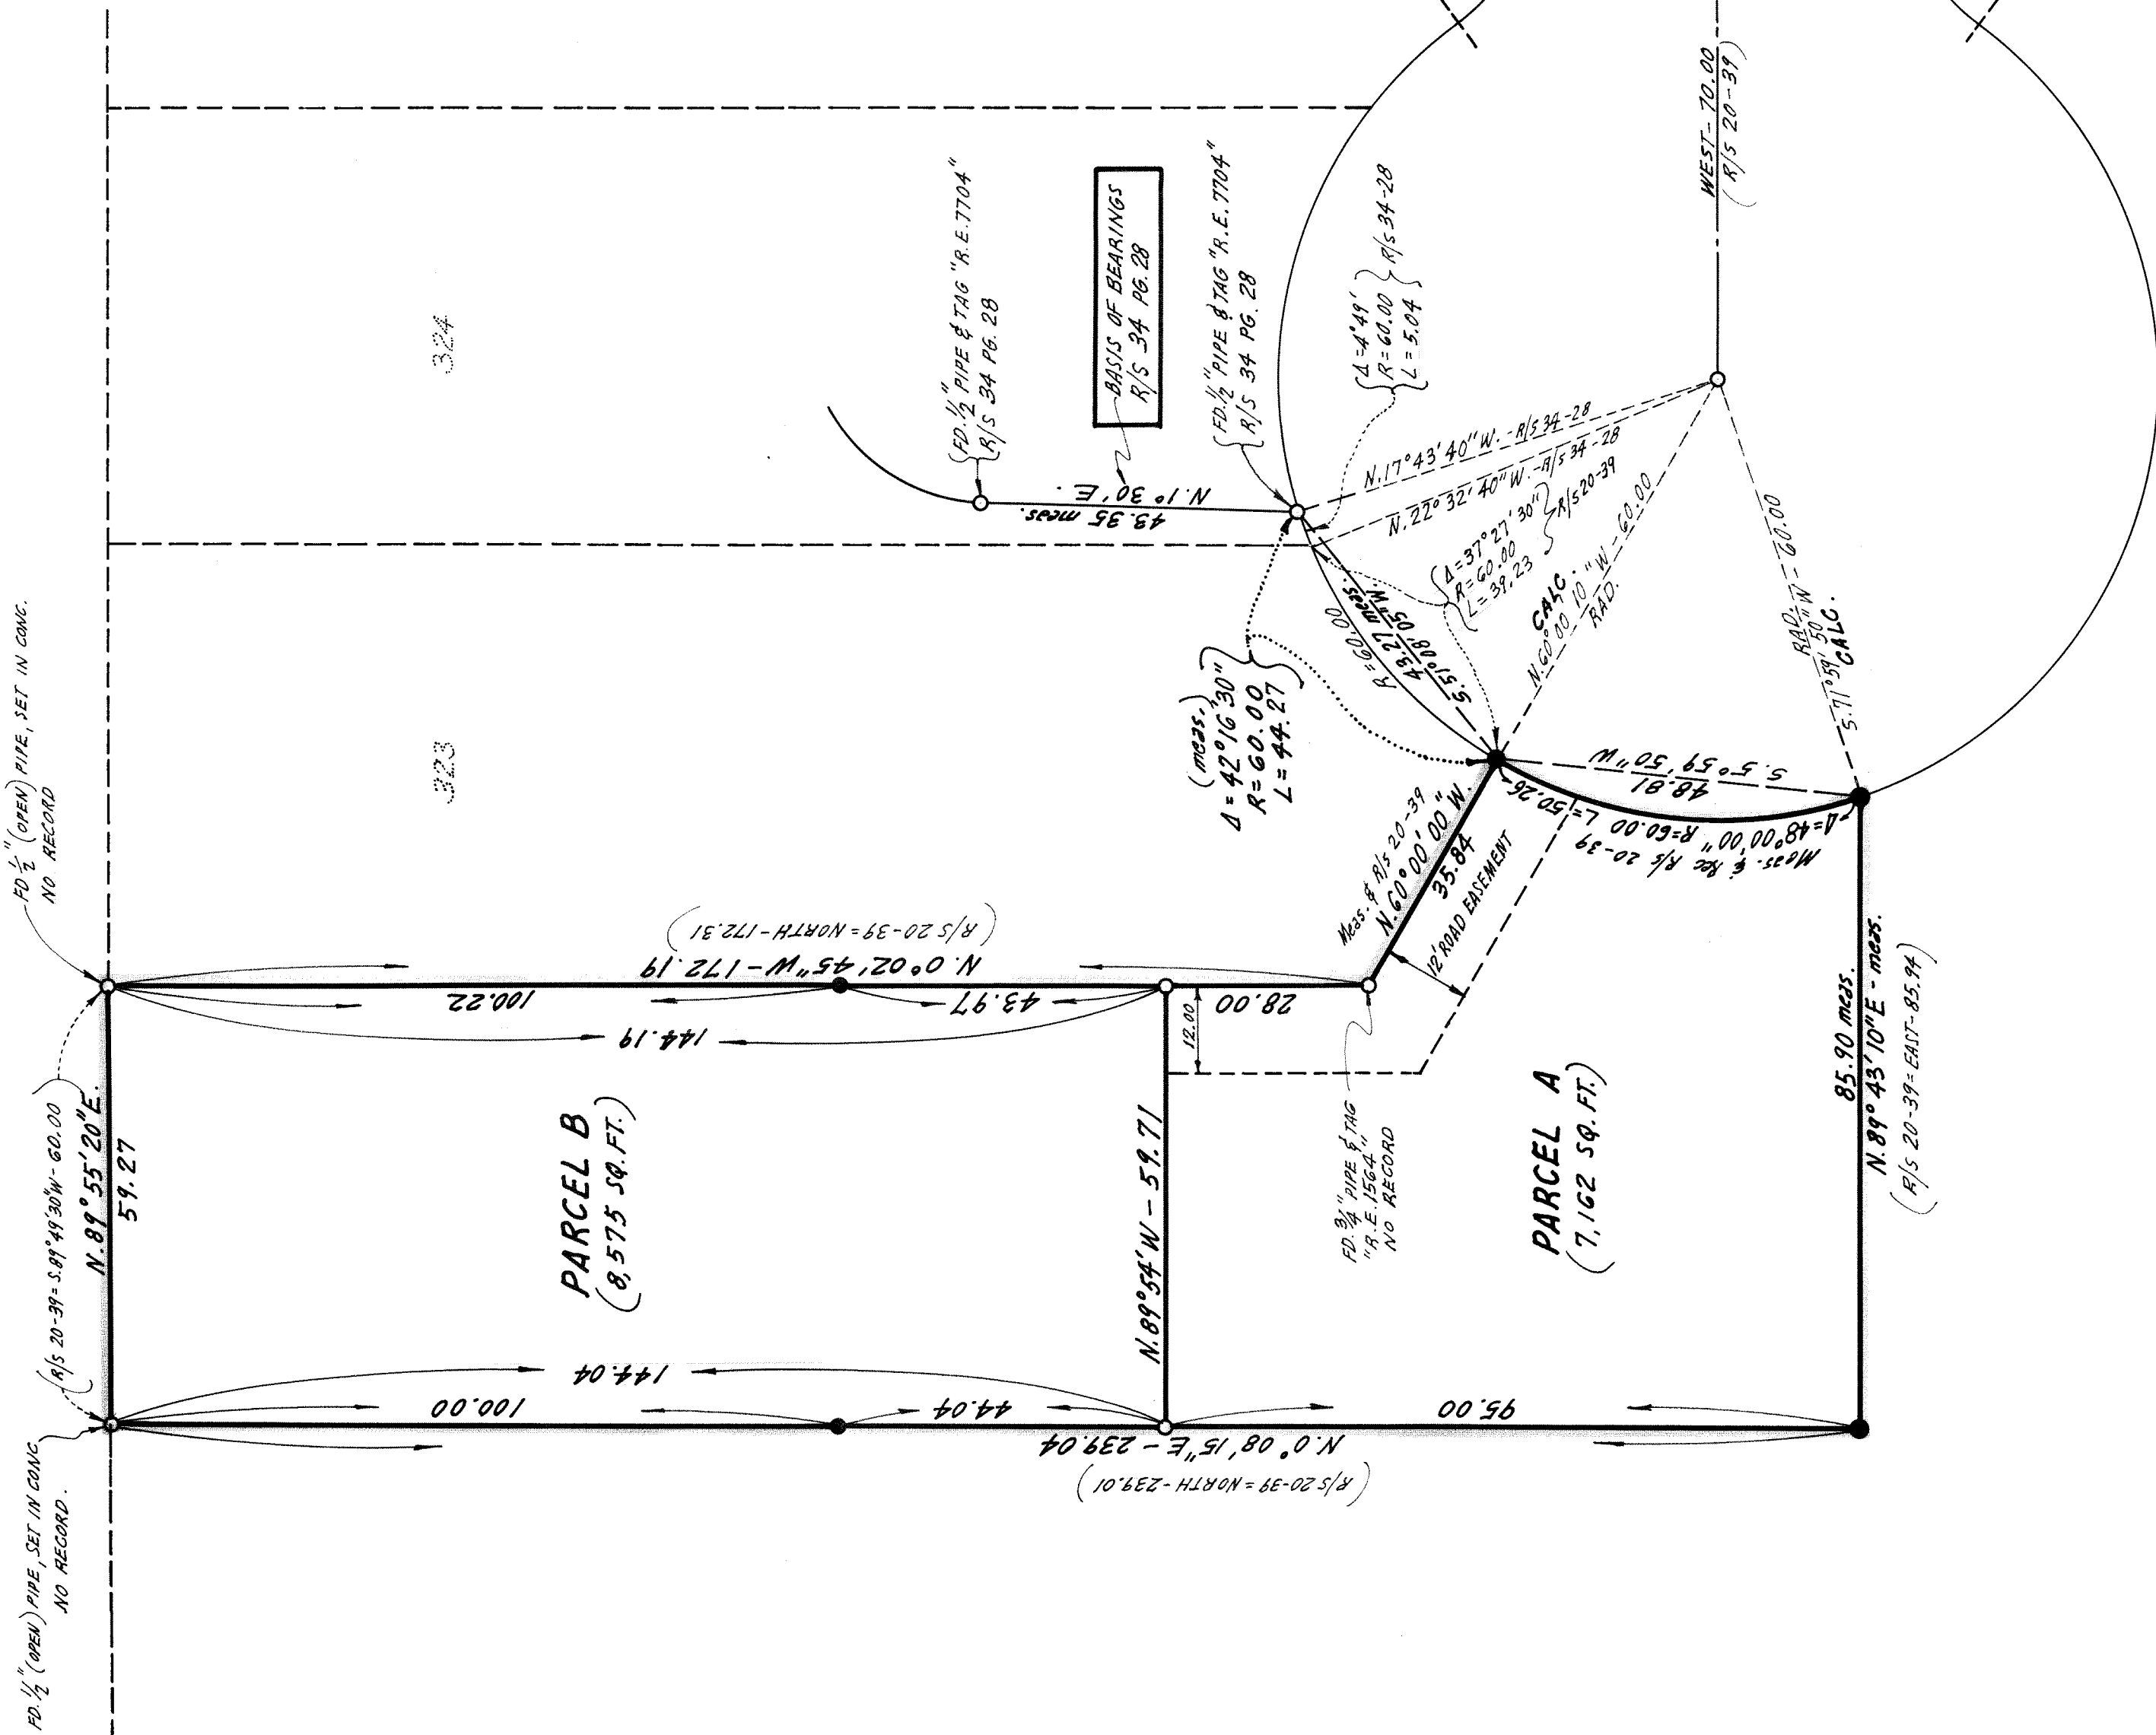 FD 1/2" (OPEN) PIPE, SET IN CONC.
NO RECORD
FD. 1/2" (OPEN) PIPE, SET IN CONC
NO RECORD.
(R/S 20-39 = S.89°49'30"W - 60.00)
N.89°55'20"E.
59.27
324
323
{FD. 1/2" PIPE & TAG "R.E. 7704"
R/S 34 PG. 28
BASIS OF BEARINGS
R/S 34 PG. 28
{FD. 1/2" PIPE & TAG "R.E. 7704"
R/S 34 PG. 28
N.1°30'E.
43.35 meas.
{Δ=4°49'
R=60.00
L=5.04} R/S 34-28
WEST - 70.00
(R/S 20-39)
N.17°43'40"W. - R/S 34-28
N.22°32'40"W. - R/S 34-28
{Δ=37°27'30"
R=60.00
L=39.23} R/S 20-39
CALC.
N.60°00'10"W - 60.00
RAD.
RAD. - 60.00
S.71°59'50"W
CALC.
R=60.00
43.27 meas.
S.51°08'05"W.
(meas.)
Δ=42°16'30"
R=60.00
L=44.27
S.5°59'50"W
48.81
Δ=48°00'00" R=60.00 L=50.26
Meas. & Rec R/S 20-39
Meas. & R/S 20-39
N.60°00'00"W.
35.84
12' ROAD EASEMENT
(R/S 20-39 = NORTH - 172.31)
N.0°02'45"W - 172.19
100.22
43.97
28.00
144.19
12.00
PARCEL B
(8,575 SQ. FT.)
N.89°54'W - 59.71
FD. 3/4" PIPE & TAG
"R.E. 1564"
NO RECORD
PARCEL A
(7,162 SQ. FT.)
85.90 meas.
N.89°43'10"E - meas.
(R/S 20-39 = EAST - 85.94)
144.04
100.00
44.04
95.00
N.0°08'15"E - 239.04
(R/S 20-39 = NORTH - 239.01)